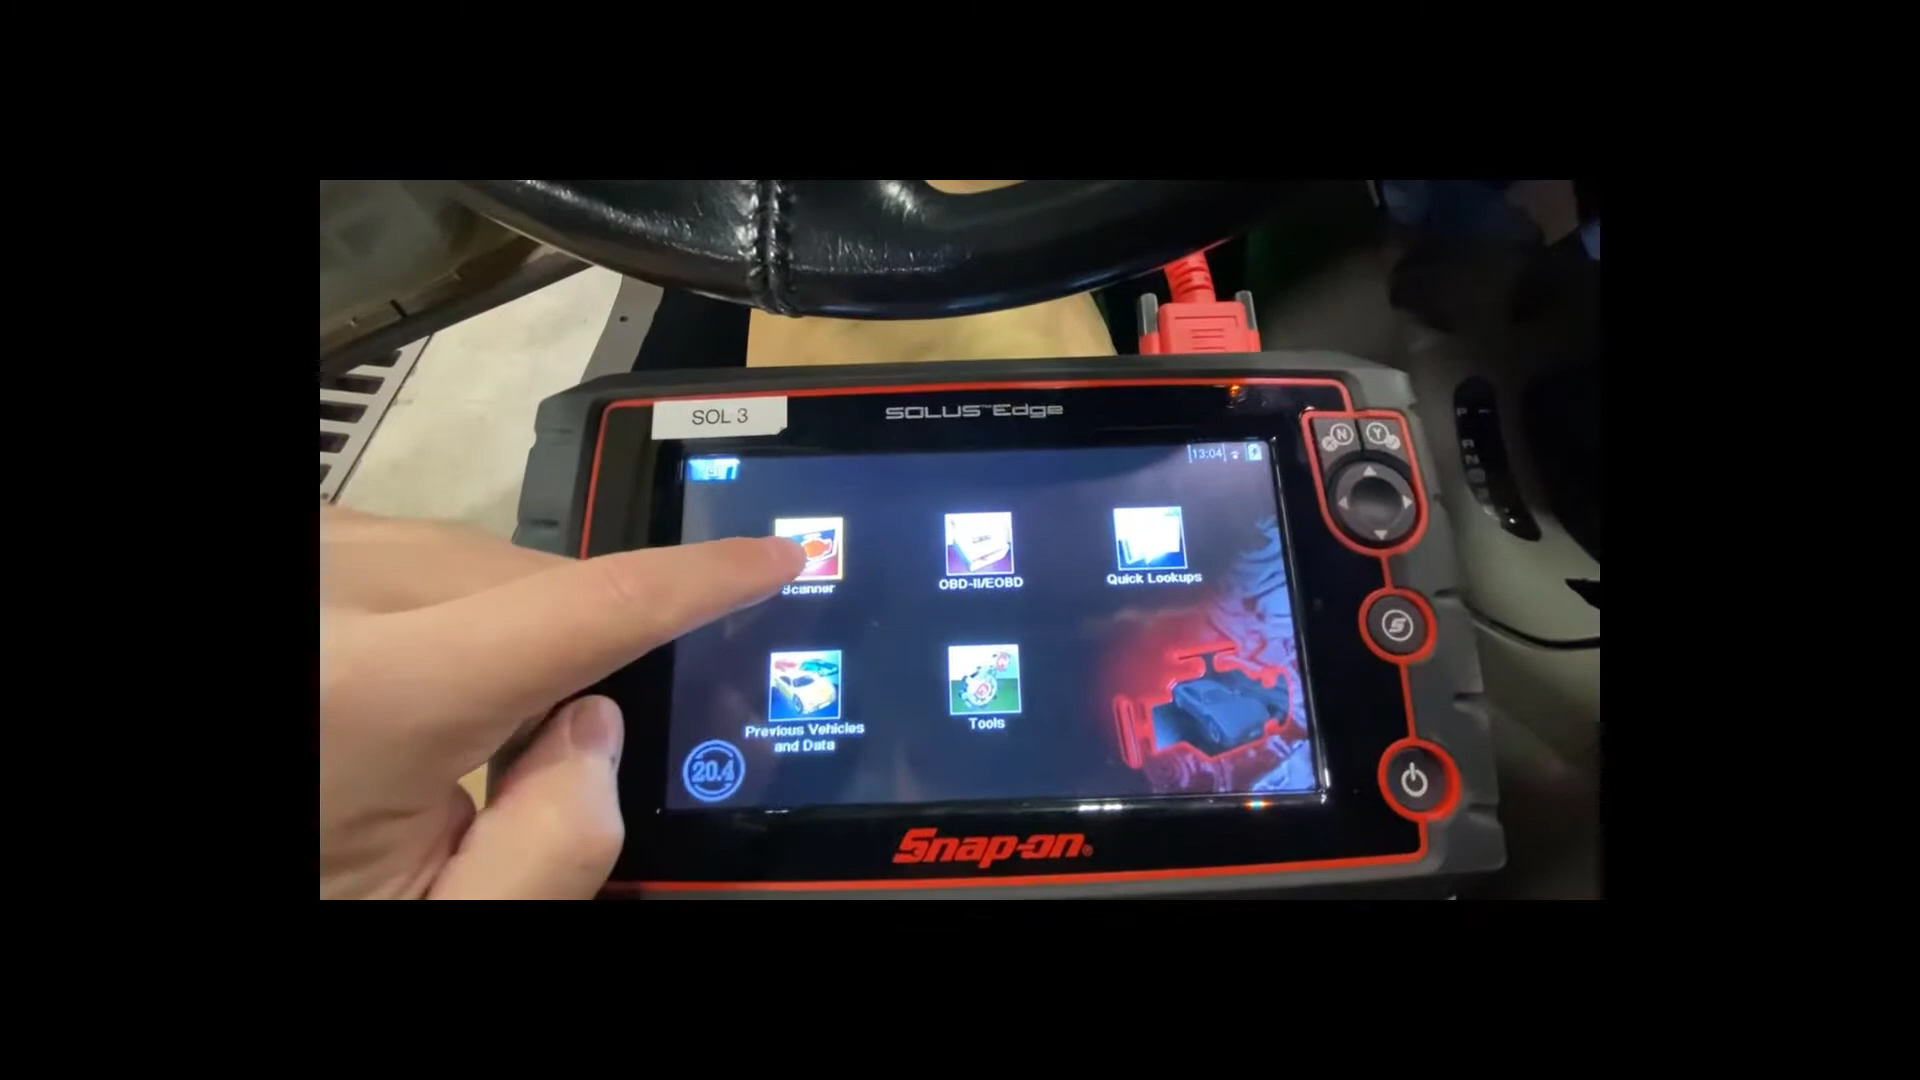 SOL 3
SOLUS™ Edge
13:04
N
Y
Scanner
OBD-II/EOBD
Quick Lookups
S
Previous Vehicles
and Data
Tools
20.4
Snap-on®
P
R
N